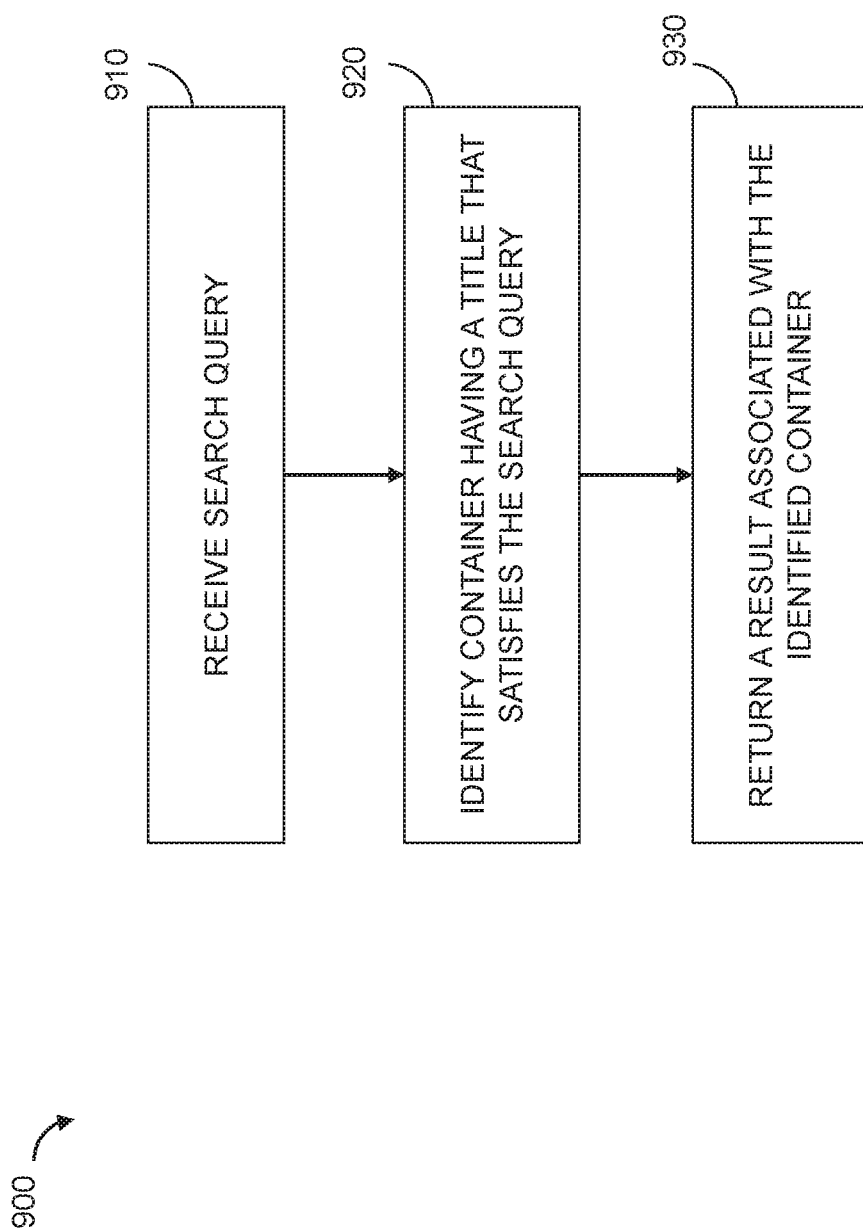 900
910
RECEIVE SEARCH QUERY
920
IDENTIFY CONTAINER HAVING A TITLE THAT
SATISFIES THE SEARCH QUERY
930
RETURN A RESULT ASSOCIATED WITH THE
IDENTIFIED CONTAINER